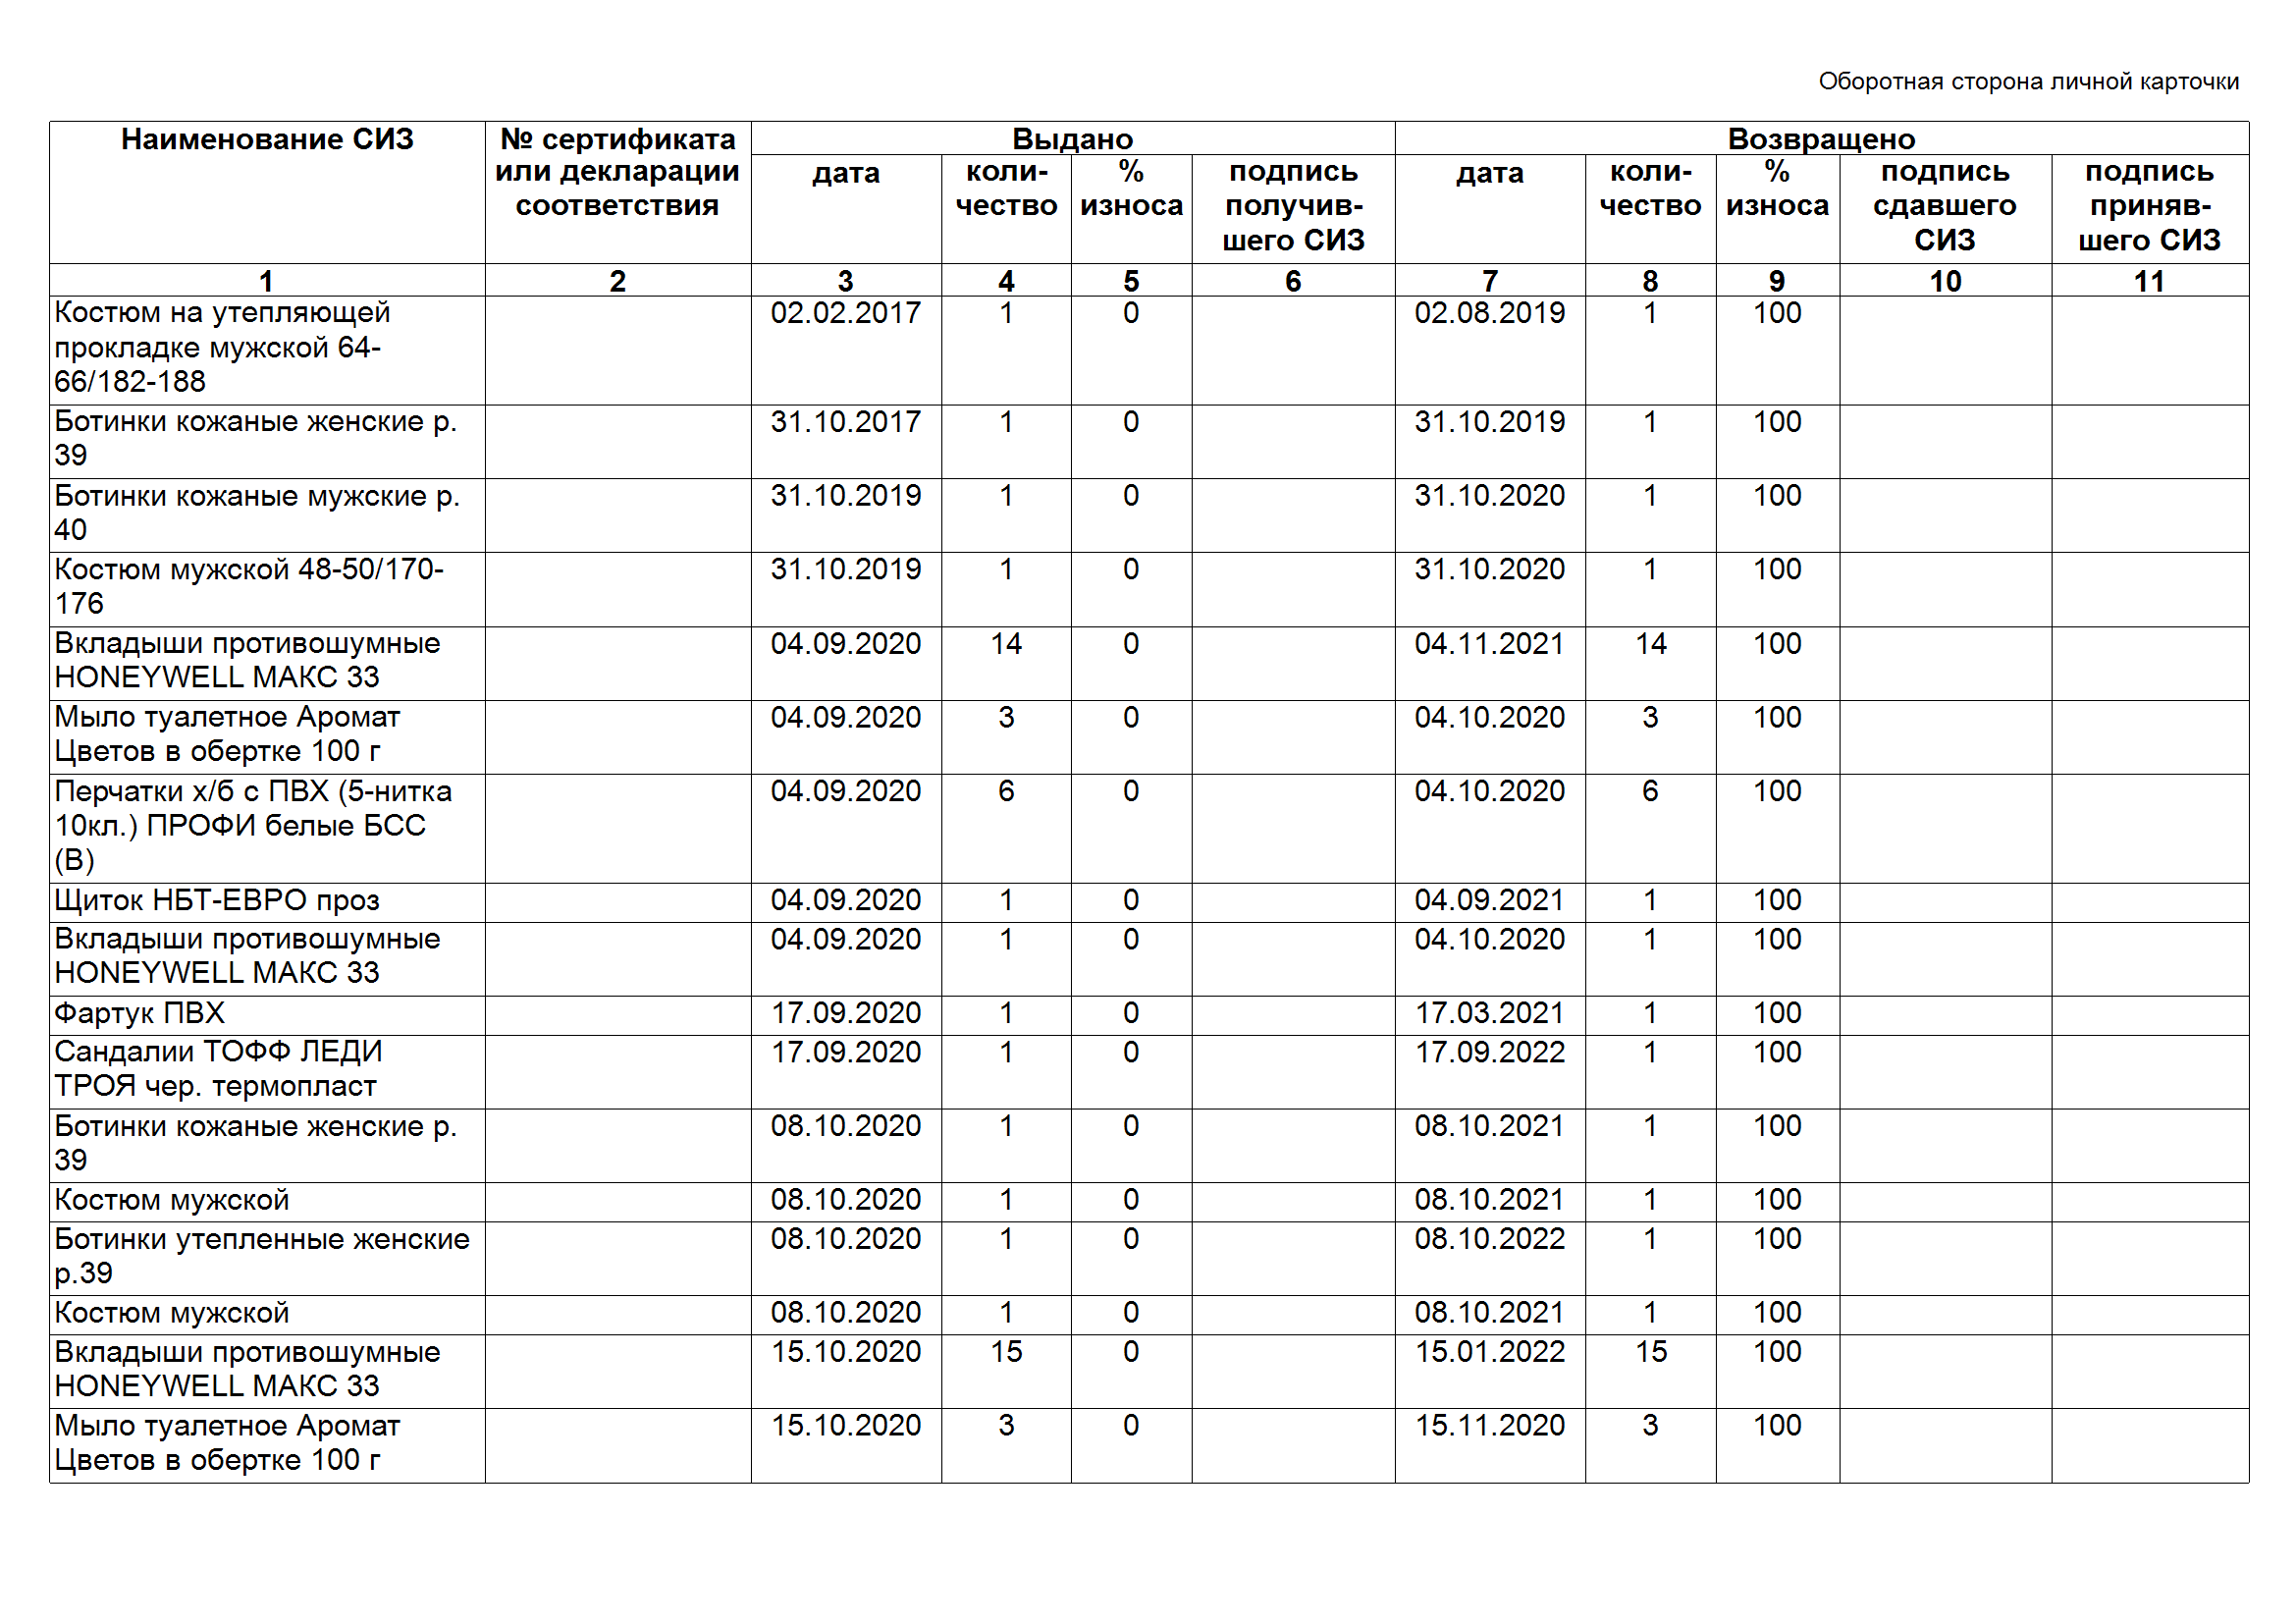 Оборотная сторона личной карточки
Наименование СИЗ
№ сертификата
или декларации
соответствия
Выдано
Возвращено
дата
коли-
чество
%
износа
подпись
получив-
шего СИЗ
дата
коли-
чество
%
износа
подпись
сдавшего
СИЗ
подпись
приняв-
шего СИЗ
1 2 3 4 5 6 7 8 9 10 11
Костюм на утепляющей 02.02.2017 1 0 02.08.2019 1 100
прокладке мужской 64-
66/182-188
Ботинки кожаные женские р. 31.10.2017 1 0 31.10.2019 1 100
39
Ботинки кожаные мужские р. 31.10.2019 1 0 31.10.2020 1 100
40
Костюм мужской 48-50/170- 31.10.2019 1 0 31.10.2020 1 100
176
Вкладыши противошумные 04.09.2020 14 0 04.11.2021 14 100
HONEYWELL МАКС 33
Мыло туалетное Аромат 04.09.2020 3 0 04.10.2020 3 100
Цветов в обертке 100 г
Перчатки х/б с ПВХ (5-нитка 04.09.2020 6 0 04.10.2020 6 100
10кл.) ПРОФИ белые БСС
(В)
Щиток НБТ-ЕВРО проз 04.09.2020 1 0 04.09.2021 1 100
Вкладыши противошумные 04.09.2020 1 0 04.10.2020 1 100
HONEYWELL МАКС 33
Фартук ПВХ 17.09.2020 1 0 17.03.2021 1 100
Сандалии ТОФФ ЛЕДИ 17.09.2020 1 0 17.09.2022 1 100
ТРОЯ чер. термопласт
Ботинки кожаные женские р. 08.10.2020 1 0 08.10.2021 1 100
39
Костюм мужской 08.10.2020 1 0 08.10.2021 1 100
Ботинки утепленные женские 08.10.2020 1 0 08.10.2022 1 100
р.39
Костюм мужской 08.10.2020 1 0 08.10.2021 1 100
Вкладыши противошумные 15.10.2020 15 0 15.01.2022 15 100
HONEYWELL МАКС 33
Мыло туалетное Аромат 15.10.2020 3 0 15.11.2020 3 100
Цветов в обертке 100 г